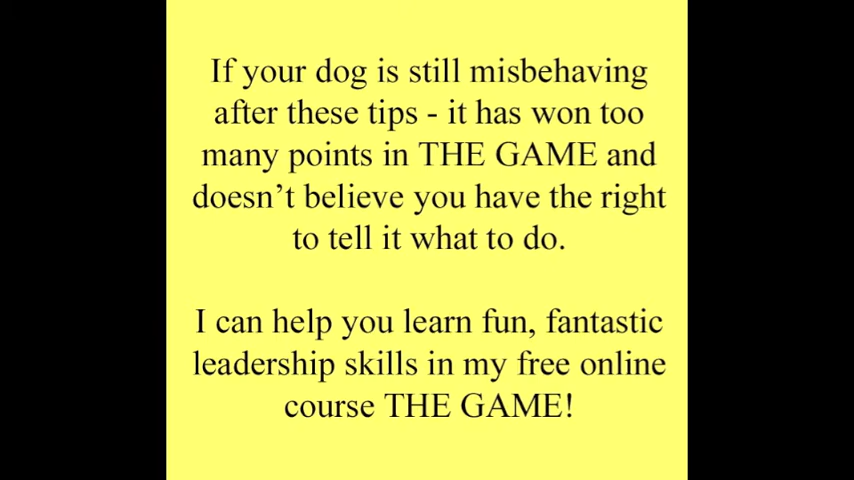 If your dog is still misbehaving
after these tips - it has won too
many points in THE GAME and
doesn’t believe you have the right
to tell it what to do.
I can help you learn fun, fantastic
leadership skills in my free online
course THE GAME!